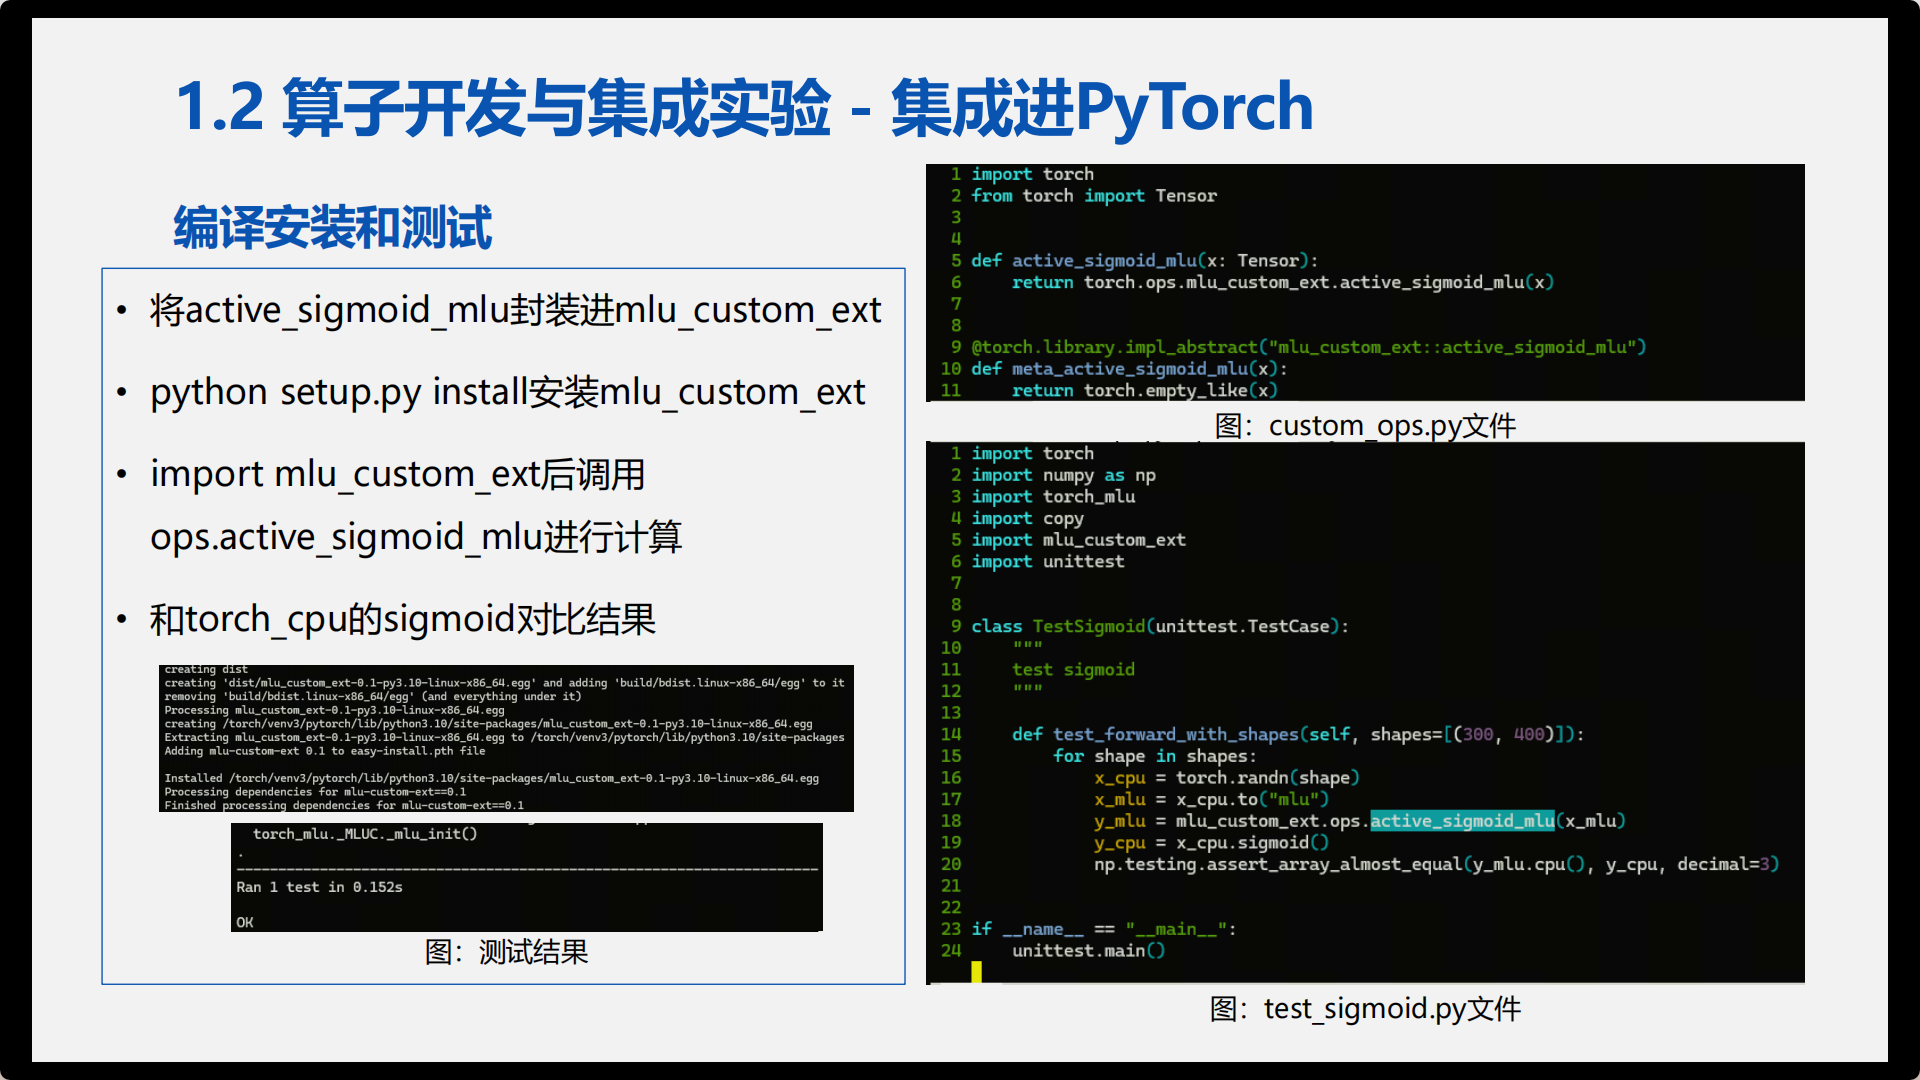 1.2 算子开发与集成实验 - 集成进PyTorch
编译安装和测试
• 将active_sigmoid_mlu封装进mlu_custom_ext
• python setup.py install安装mlu_custom_ext
• import mlu_custom_ext后调用
ops.active_sigmoid_mlu进行计算
• 和torch_cpu的sigmoid对比结果
creating dist
creating 'dist/mlu_custom_ext-0.1-py3.10-linux-x86_64.egg' and adding 'build/bdist.linux-x86_64/egg' to it
removing 'build/bdist.linux-x86_64/egg' (and everything under it)
Processing mlu_custom_ext-0.1-py3.10-linux-x86_64.egg
creating /torch/venv3/pytorch/lib/python3.10/site-packages/mlu_custom_ext-0.1-py3.10-linux-x86_64.egg
Extracting mlu_custom_ext-0.1-py3.10-linux-x86_64.egg to /torch/venv3/pytorch/lib/python3.10/site-packages
Adding mlu-custom-ext 0.1 to easy-install.pth file
Installed /torch/venv3/pytorch/lib/python3.10/site-packages/mlu_custom_ext-0.1-py3.10-linux-x86_64.egg
Processing dependencies for mlu-custom-ext==0.1
Finished processing dependencies for mlu-custom-ext==0.1
torch_mlu._MLUC._mlu_init()
.
----------------------------------------------------------------------
Ran 1 test in 0.152s
OK
图：测试结果
1 import torch
2 from torch import Tensor
3
4
5 def active_sigmoid_mlu(x: Tensor):
6     return torch.ops.mlu_custom_ext.active_sigmoid_mlu(x)
7
8
9 @torch.library.impl_abstract("mlu_custom_ext::active_sigmoid_mlu")
10 def meta_active_sigmoid_mlu(x):
11     return torch.empty_like(x)
图：custom_ops.py文件
1 import torch
2 import numpy as np
3 import torch_mlu
4 import copy
5 import mlu_custom_ext
6 import unittest
7
8
9 class TestSigmoid(unittest.TestCase):
10     """
11     test sigmoid
12     """
13
14     def test_forward_with_shapes(self, shapes=[(300, 400)]):
15         for shape in shapes:
16             x_cpu = torch.randn(shape)
17             x_mlu = x_cpu.to("mlu")
18             y_mlu = mlu_custom_ext.ops.active_sigmoid_mlu(x_mlu)
19             y_cpu = x_cpu.sigmoid()
20             np.testing.assert_array_almost_equal(y_mlu.cpu(), y_cpu, decimal=3)
21
22
23 if __name__ == "__main__":
24     unittest.main()
图：test_sigmoid.py文件